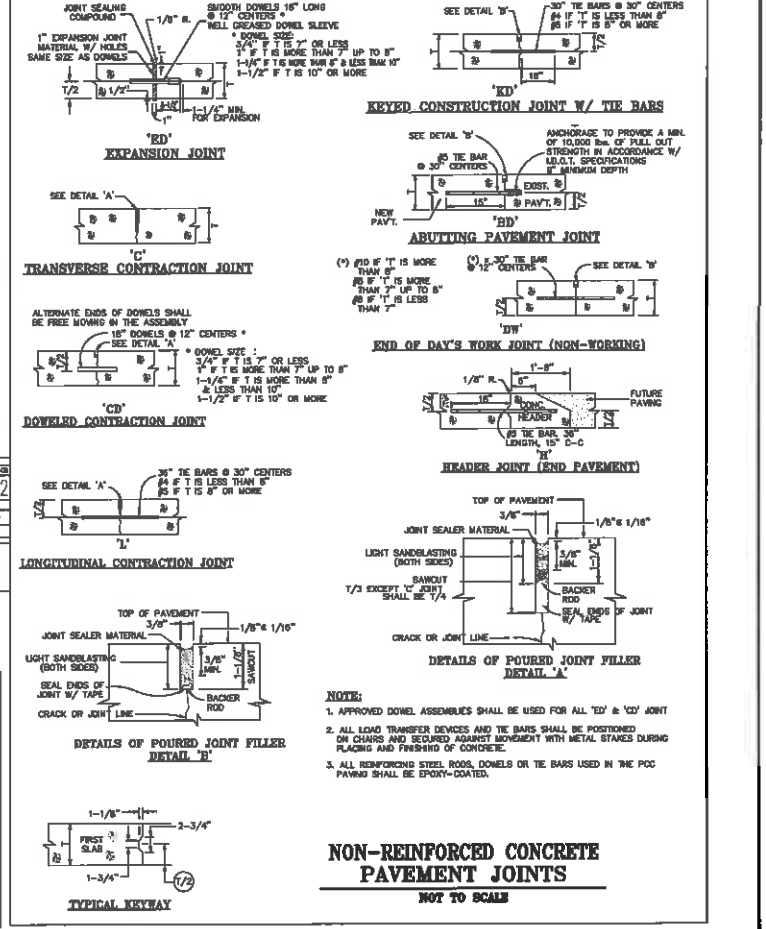 JOINT SEALING
COMPOUND
1/8" R.
SMOOTH DOWELS 18" LONG
@ 12" CENTERS *
WELL GREASED DOWEL SLEEVE
* DOWEL SIZE:
3/4" IF T IS 7" OR LESS
1" IF T IS MORE THAN 7" UP TO 8"
1-1/4" IF T IS MORE THAN 8" & LESS THAN 10"
1-1/2" IF T IS 10" OR MORE
1" EXPANSION JOINT
MATERIAL W/ HOLES
SAME SIZE AS DOWELS
T/2
1/2"
1"
1-1/4" MIN.
FOR EXPANSION
'ED'
EXPANSION JOINT
SEE DETAIL 'A'
T
'C'
TRANSVERSE CONTRACTION JOINT
ALTERNATE ENDS OF DOWELS SHALL
BE FREE MOVING IN THE ASSEMBLY
18" DOWELS @ 12" CENTERS *
SEE DETAIL 'A'
T/2
* DOWEL SIZE :
3/4" IF T IS 7" OR LESS
1" IF T IS MORE THAN 7" UP TO 8"
1-1/4" IF T IS MORE THAN 8"
& LESS THAN 10"
1-1/2" IF T IS 10" OR MORE
'CD'
DOWELED CONTRACTION JOINT
SEE DETAIL 'A'
36" TIE BARS @ 30" CENTERS
#4 IF T IS LESS THAN 8"
#5 IF T IS 8" OR MORE
T/2
'L'
LONGITUDINAL CONTRACTION JOINT
TOP OF PAVEMENT
3/8"
1/8"± 1/16"
JOINT SEALER MATERIAL
LIGHT SANDBLASTING
(BOTH SIDES)
3/8"
MIN.
1-1/8"
SAWCUT
SEAL ENDS OF
JOINT W/ TAPE
BACKER
ROD
CRACK OR JOINT LINE
DETAILS OF POURED JOINT FILLER
DETAIL 'B'
1-1/8"
2-3/4"
FIRST
SLAB
T
1-3/4"
T/2
TYPICAL KEYWAY
SEE DETAIL 'B'
30" TIE BARS @ 30" CENTERS
#4 IF 'T' IS LESS THAN 8"
#5 IF 'T' IS 8" OR MORE
T/2
T
15"
'KD'
KEYED CONSTRUCTION JOINT W/ TIE BARS
SEE DETAIL 'B'
ANCHORAGE TO PROVIDE A MIN.
OF 10,000 lbs. OF PULL OUT
STRENGTH IN ACCORDANCE W/
I.D.O.T. SPECIFICATIONS
#5 TIE BAR
@ 30" CENTERS
MINIMUM DEPTH
T
15"
EXIST.
PAV'T.
T/2
NEW
PAV'T.
'BD'
ABUTTING PAVEMENT JOINT
(*) #10 IF 'T' IS MORE
THAN 8"
IF 'T' IS MORE
THAN 7" UP TO 8"
IF 'T' IS LESS
THAN 7"
(*) x 30" TIE BAR
@ 12" CENTERS
SEE DETAIL 'B'
T/2
T
'DW'
END OF DAY'S WORK JOINT (NON-WORKING)
1/8" R.
6"
T/2
CONC.
HEADER
FUTURE
PAVING
T/2
#5 TIE BAR, 36"
LENGTH, 15" C-C
'H'
HEADER JOINT (END PAVEMENT)
TOP OF PAVEMENT
3/8"
1/8"± 1/16"
JOINT SEALER MATERIAL
LIGHT SANDBLASTING
(BOTH SIDES)
3/8"
MIN.
1-1/8"
SAWCUT
T/3 EXCEPT 'C' JOINT
SHALL BE T/4
BACKER
ROD
SEAL ENDS OF JOINT
W/ TAPE
CRACK OR JOINT LINE
DETAILS OF POURED JOINT FILLER
DETAIL 'A'
NOTE:
1. APPROVED DOWEL ASSEMBLIES SHALL BE USED FOR ALL 'ED' & 'CD' JOINT
2. ALL LOAD TRANSFER DEVICES AND TIE BARS SHALL BE POSITIONED
ON CHAIRS AND SECURED AGAINST MOVEMENT WITH METAL STAKES DURING
PLACING AND FINISHING OF CONCRETE.
3. ALL REINFORCING STEEL RODS, DOWELS OR TIE BARS USED IN THE PCC
PAVING SHALL BE EPOXY-COATED.
NON-REINFORCED CONCRETE
PAVEMENT JOINTS
NOT TO SCALE